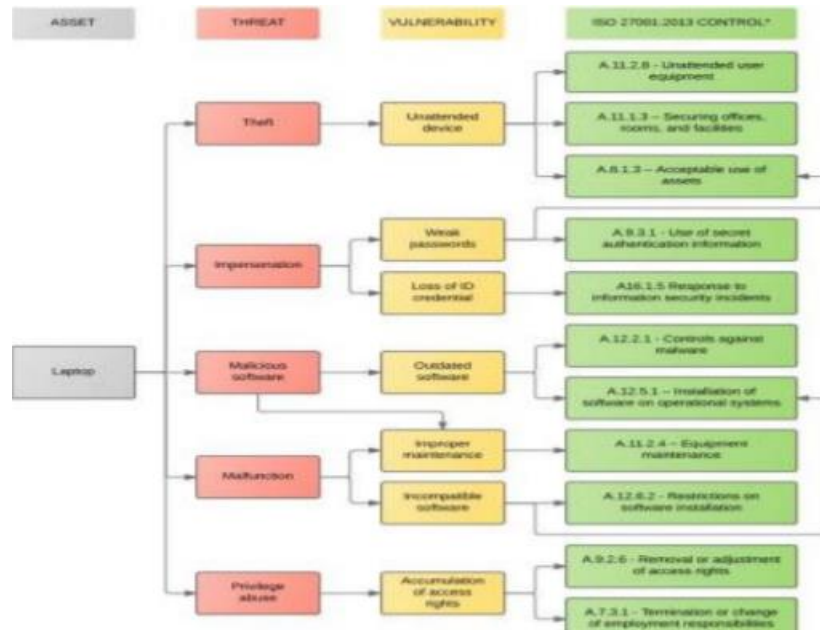 ASSET
THREAT
VULNERABILITY
ISO 27001:2013 CONTROL*
Laptop
Theft
Unattended
device
A.11.2.8 - Unattended user
equipment
A.11.1.3 – Securing offices,
rooms, and facilities
A.8.1.3 – Acceptable use of
assets
Impersonation
Weak
passwords
A.9.3.1 - Use of secret
authentication information
Loss of ID
credential
A16.1.5 Response to
information security incidents
Malicious
software
Outdated
software
A.12.2.1 - Controls against
malware
A.12.5.1 – Installation of
software on operational systems
Malfunction
Improper
maintenance
A.11.2.4 – Equipment
maintenance
Incompatible
software
A.12.6.2 - Restrictions on
software installation
Privilege
abuse
Accumulation
of access
rights
A.9.2.6 - Removal or adjustment
of access rights
A.7.3.1 - Termination or change
of employment responsibilities